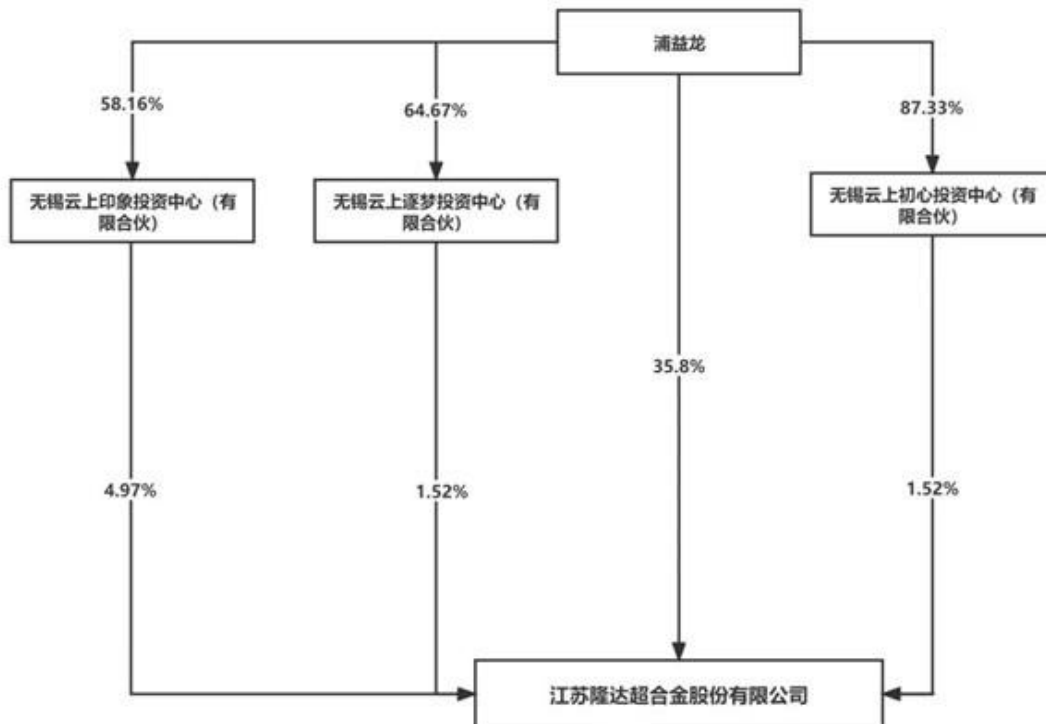 浦益龙
58.16%
64.67%
87.33%
无锡云上印象投资中心（有
限合伙）
无锡云上逐梦投资中心（有
限合伙）
无锡云上初心投资中心（有
限合伙）
35.8%
4.97%
1.52%
1.52%
江苏隆达超合金股份有限公司